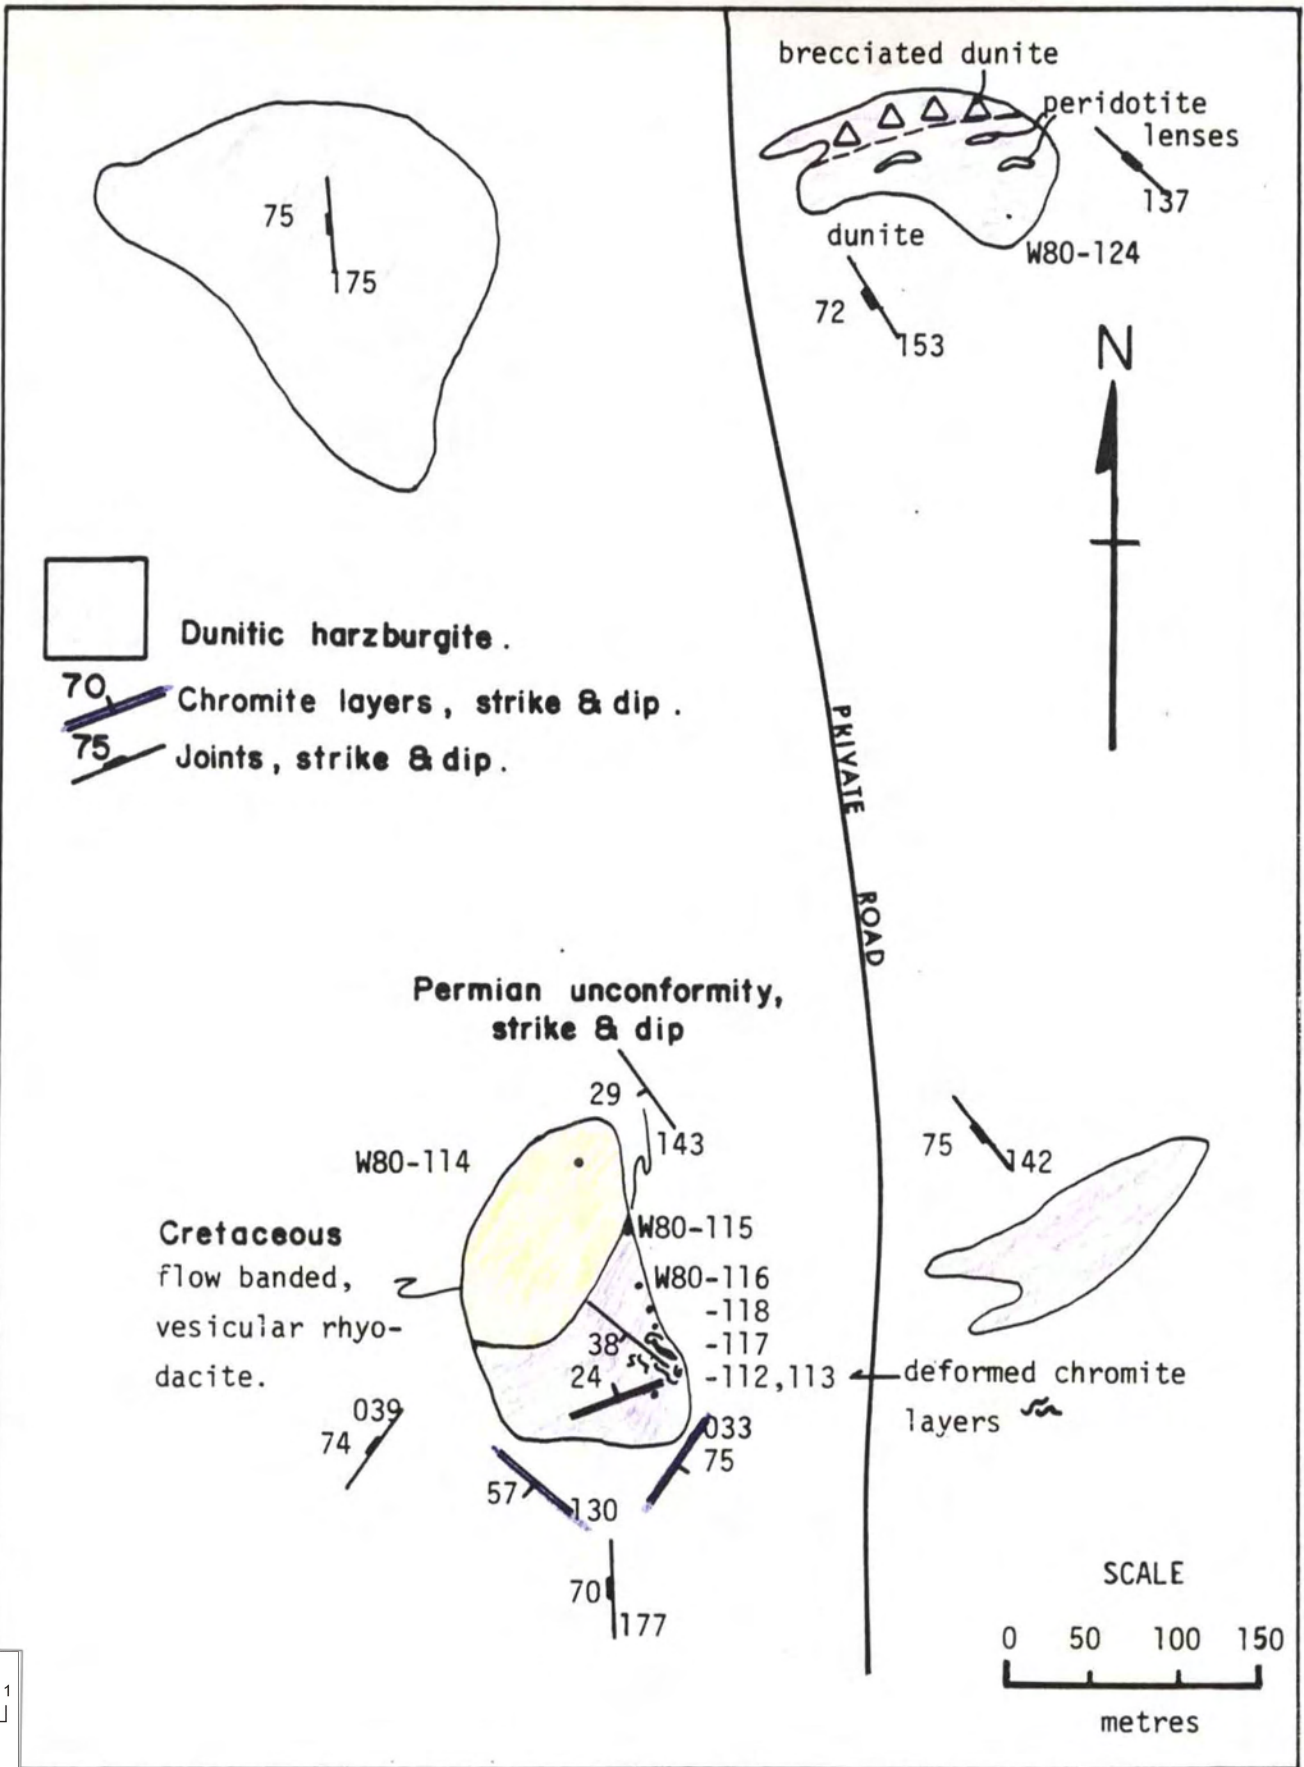 brecciated dunite
peridotite
lenses
137
75
175
dunite
W80-124
72
153
N
Dunitic harzburgite.
70
Chromite layers, strike & dip.
75
Joints, strike & dip.
PRIVATE
ROAD
Permian unconformity,
strike & dip
29
143
W80-114
75
142
W80-115
Cretaceous
flow banded,
vesicular rhyo-
dacite.
W80-116
-118
-117
-112,113
38
24
deformed chromite
layers
039
74
033
75
57
130
70
177
SCALE
0 50 100 150
metres
1